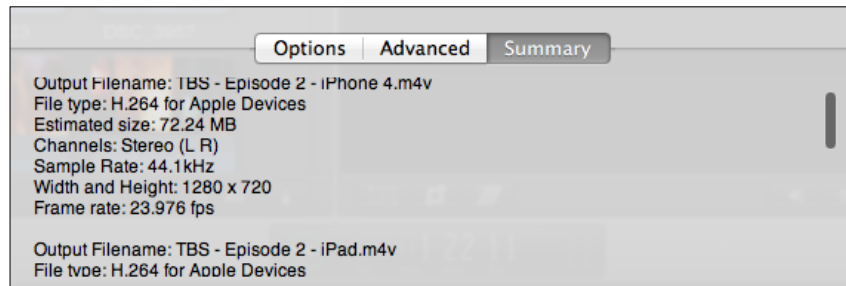 Options Advanced Summary
Output Filename: TBS - Episode 2 - iPhone 4.m4v
File type: H.264 for Apple Devices
Estimated size: 72.24 MB
Channels: Stereo (L R)
Sample Rate: 44.1kHz
Width and Height: 1280 x 720
Frame rate: 23.976 fps
Output Filename: TBS - Episode 2 - iPad.m4v
File type: H.264 for Apple Devices